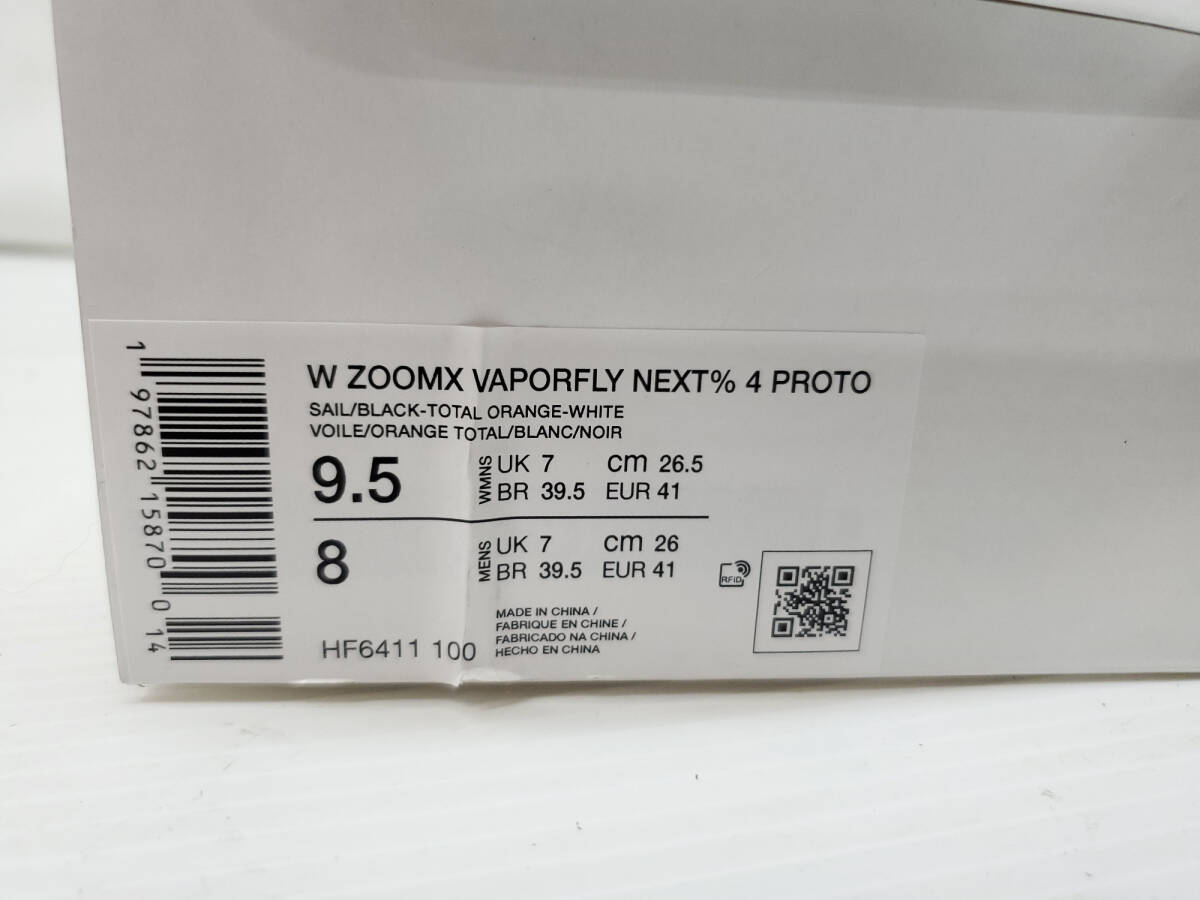 W ZOOMX VAPORFLY NEXT% 4 PROTO
SAIL/BLACK-TOTAL ORANGE-WHITE
VOILE/ORANGE TOTAL/BLANC/NOIR
9.5 WMNS UK 7 cm 26.5
BR 39.5 EUR 41
8 MENS UK 7 cm 26
BR 39.5 EUR 41
RFID
MADE IN CHINA /
FABRIQUE EN CHINE /
FABRICADO NA CHINA /
HECHO EN CHINA
HF6411 100
1 97862 15870 0 14